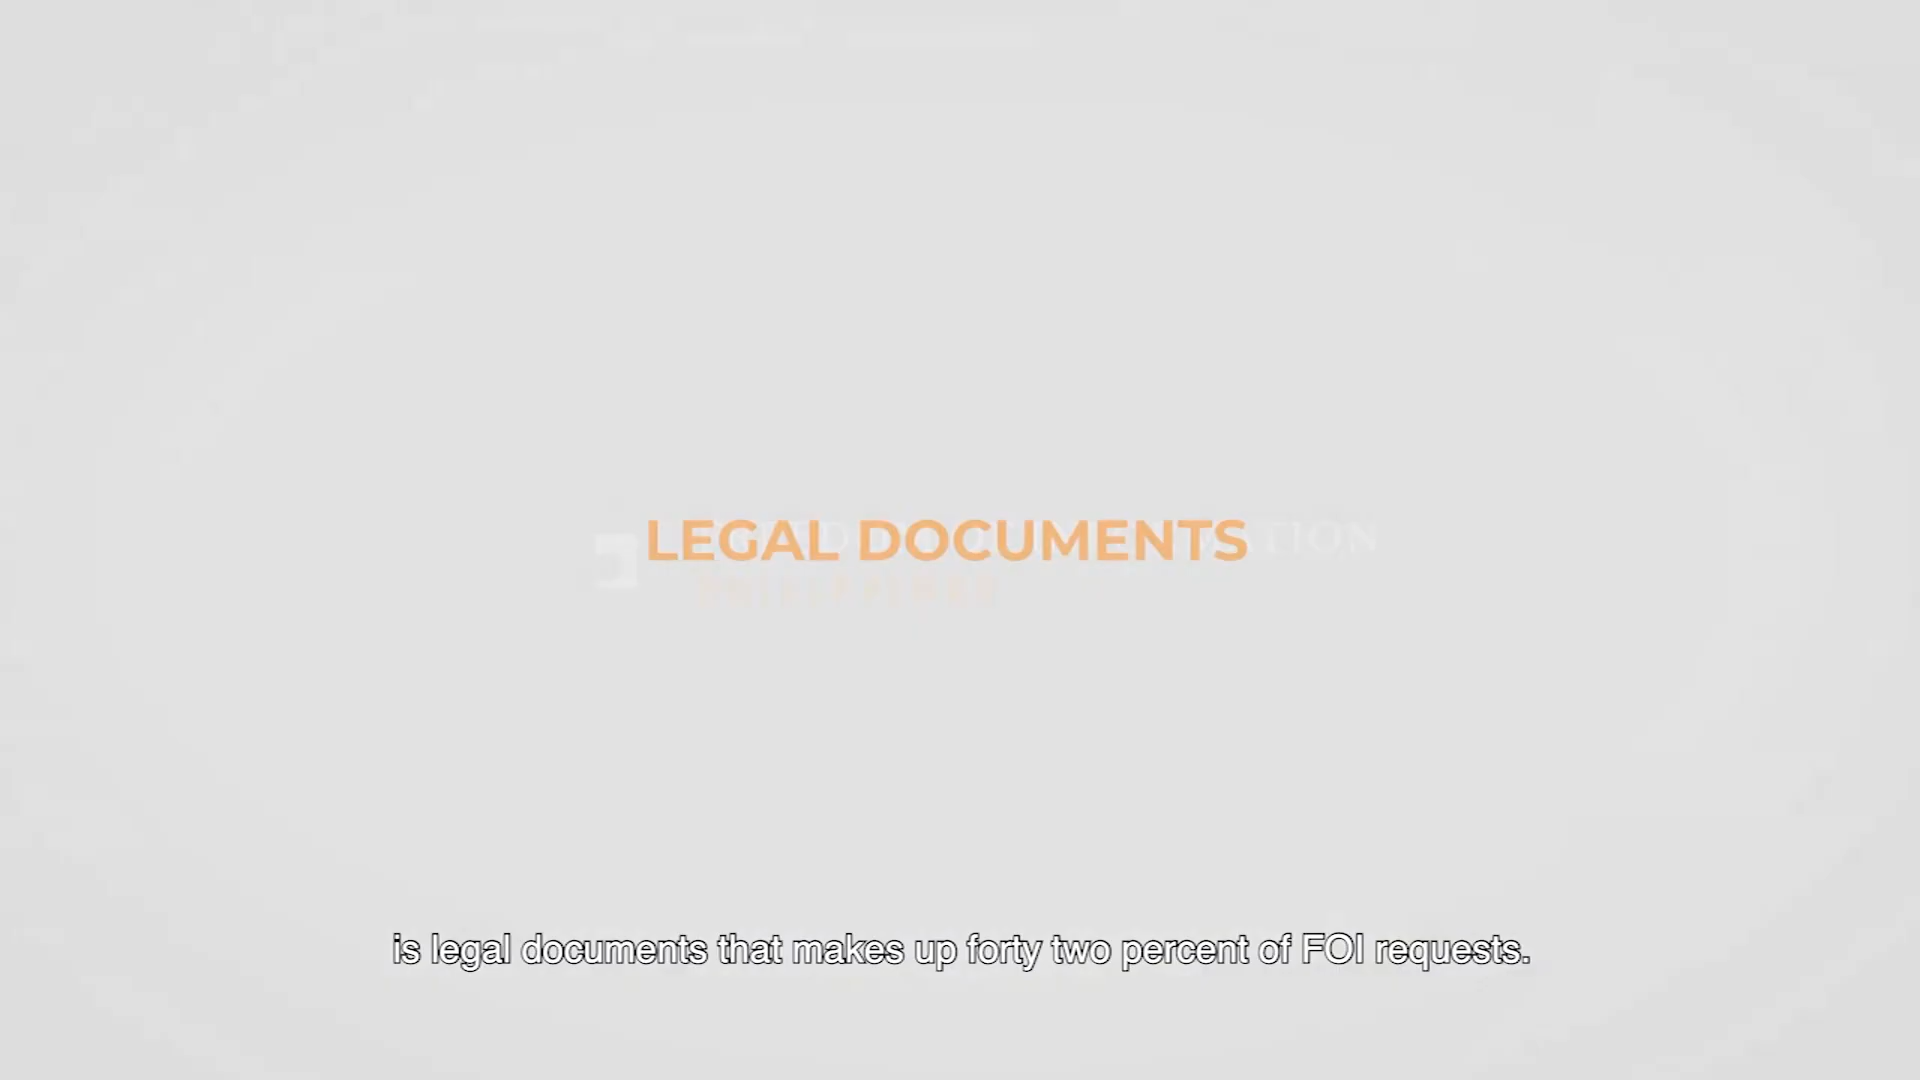 LEGAL DOCUMENTS
is legal documents that makes up forty two percent of FOI requests.